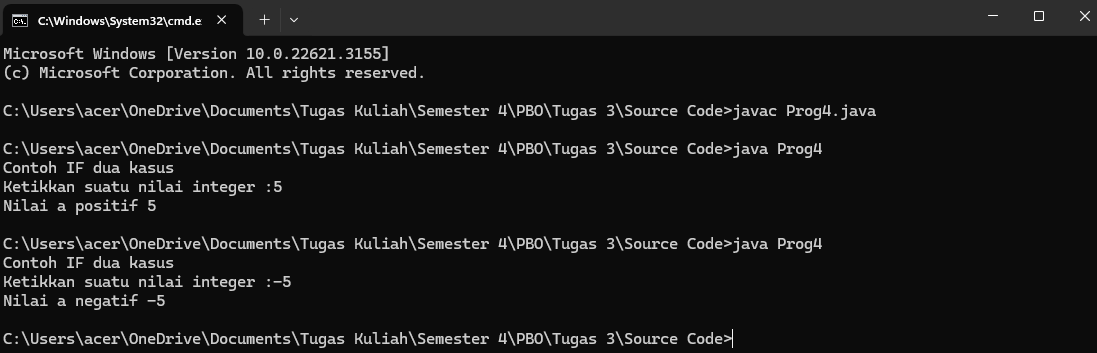 C:\Windows\System32\cmd.e
Microsoft Windows [Version 10.0.22621.3155]
(c) Microsoft Corporation. All rights reserved.
C:\Users\acer\OneDrive\Documents\Tugas Kuliah\Semester 4\PBO\Tugas 3\Source Code>javac Prog4.java
C:\Users\acer\OneDrive\Documents\Tugas Kuliah\Semester 4\PBO\Tugas 3\Source Code>java Prog4
Contoh IF dua kasus
Ketikkan suatu nilai integer :5
Nilai a positif 5
C:\Users\acer\OneDrive\Documents\Tugas Kuliah\Semester 4\PBO\Tugas 3\Source Code>java Prog4
Contoh IF dua kasus
Ketikkan suatu nilai integer :-5
Nilai a negatif -5
C:\Users\acer\OneDrive\Documents\Tugas Kuliah\Semester 4\PBO\Tugas 3\Source Code>